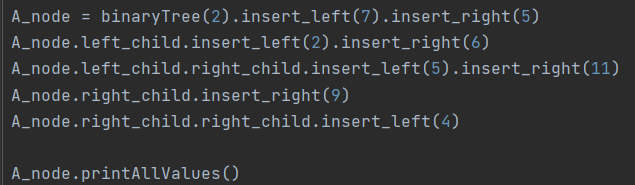 A_node = binaryTree(2).insert_left(7).insert_right(5)
A_node.left_child.insert_left(2).insert_right(6)
A_node.left_child.right_child.insert_left(5).insert_right(11)
A_node.right_child.insert_right(9)
A_node.right_child.right_child.insert_left(4)
A_node.printAllValues()